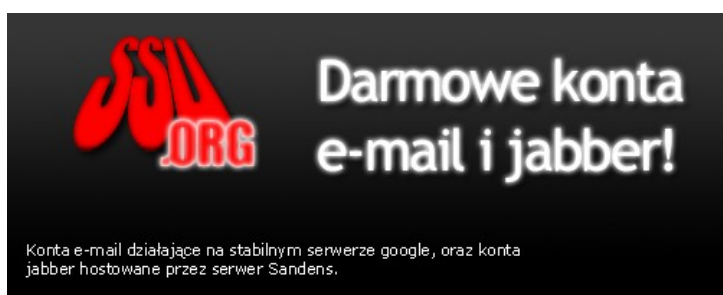 SSU
.ORG
Darmowe konta
e-mail i jabber!
Konta e-mail działające na stabilnym serwerze google, oraz konta
jabber hostowane przez serwer Sandens.